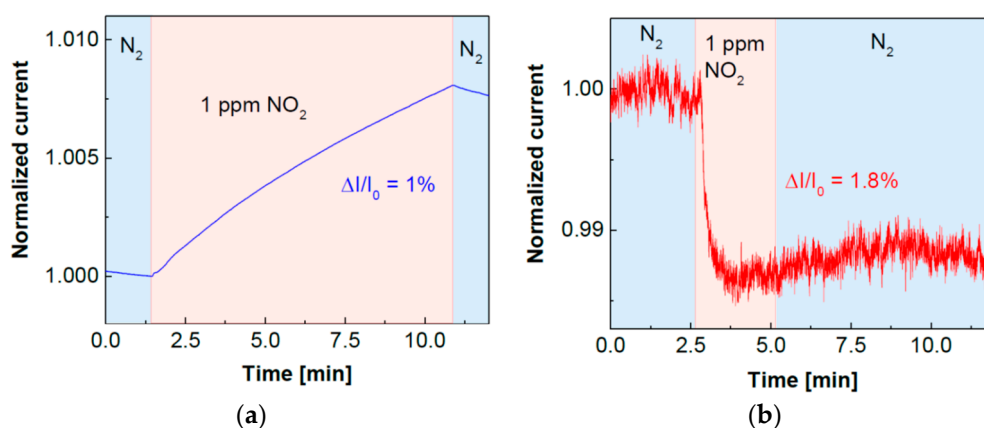 1.010
1.005
1.000
Normalized current
N₂
1 ppm NO₂
N₂
ΔI/I₀ = 1%
0.0 2.5 5.0 7.5 10.0
Time [min]
(a)
1.00
0.99
Normalized current
N₂
1 ppm
NO₂
N₂
ΔI/I₀ = 1.8%
0.0 2.5 5.0 7.5 10.0
Time [min]
(b)